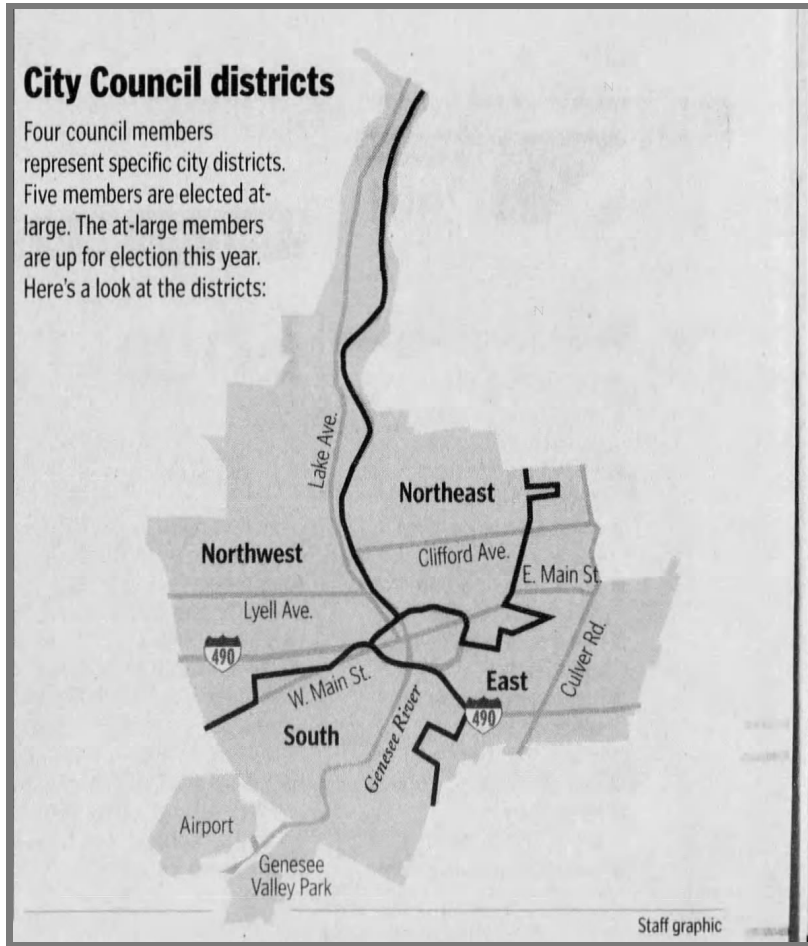 City Council districts
Four council members
represent specific city districts.
Five members are elected at-
large. The at-large members
are up for election this year.
Here's a look at the districts:
Lake Ave.
Northeast
Northwest
Clifford Ave.
E. Main St.
Lyell Ave.
490
Culver Rd.
W. Main St.
East
490
South
Genesee River
Airport
Genesee
Valley Park
Staff graphic